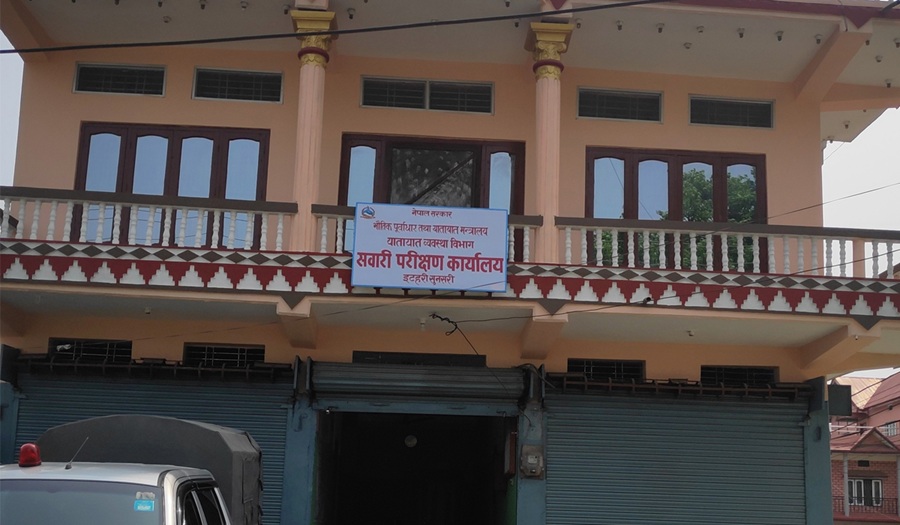 नेपाल सरकार
भौतिक पूर्वाधार तथा यातायात मन्त्रालय
यातायात व्यवस्था विभाग
सवारी परीक्षण कार्यालय
इटहरी सुनसरी